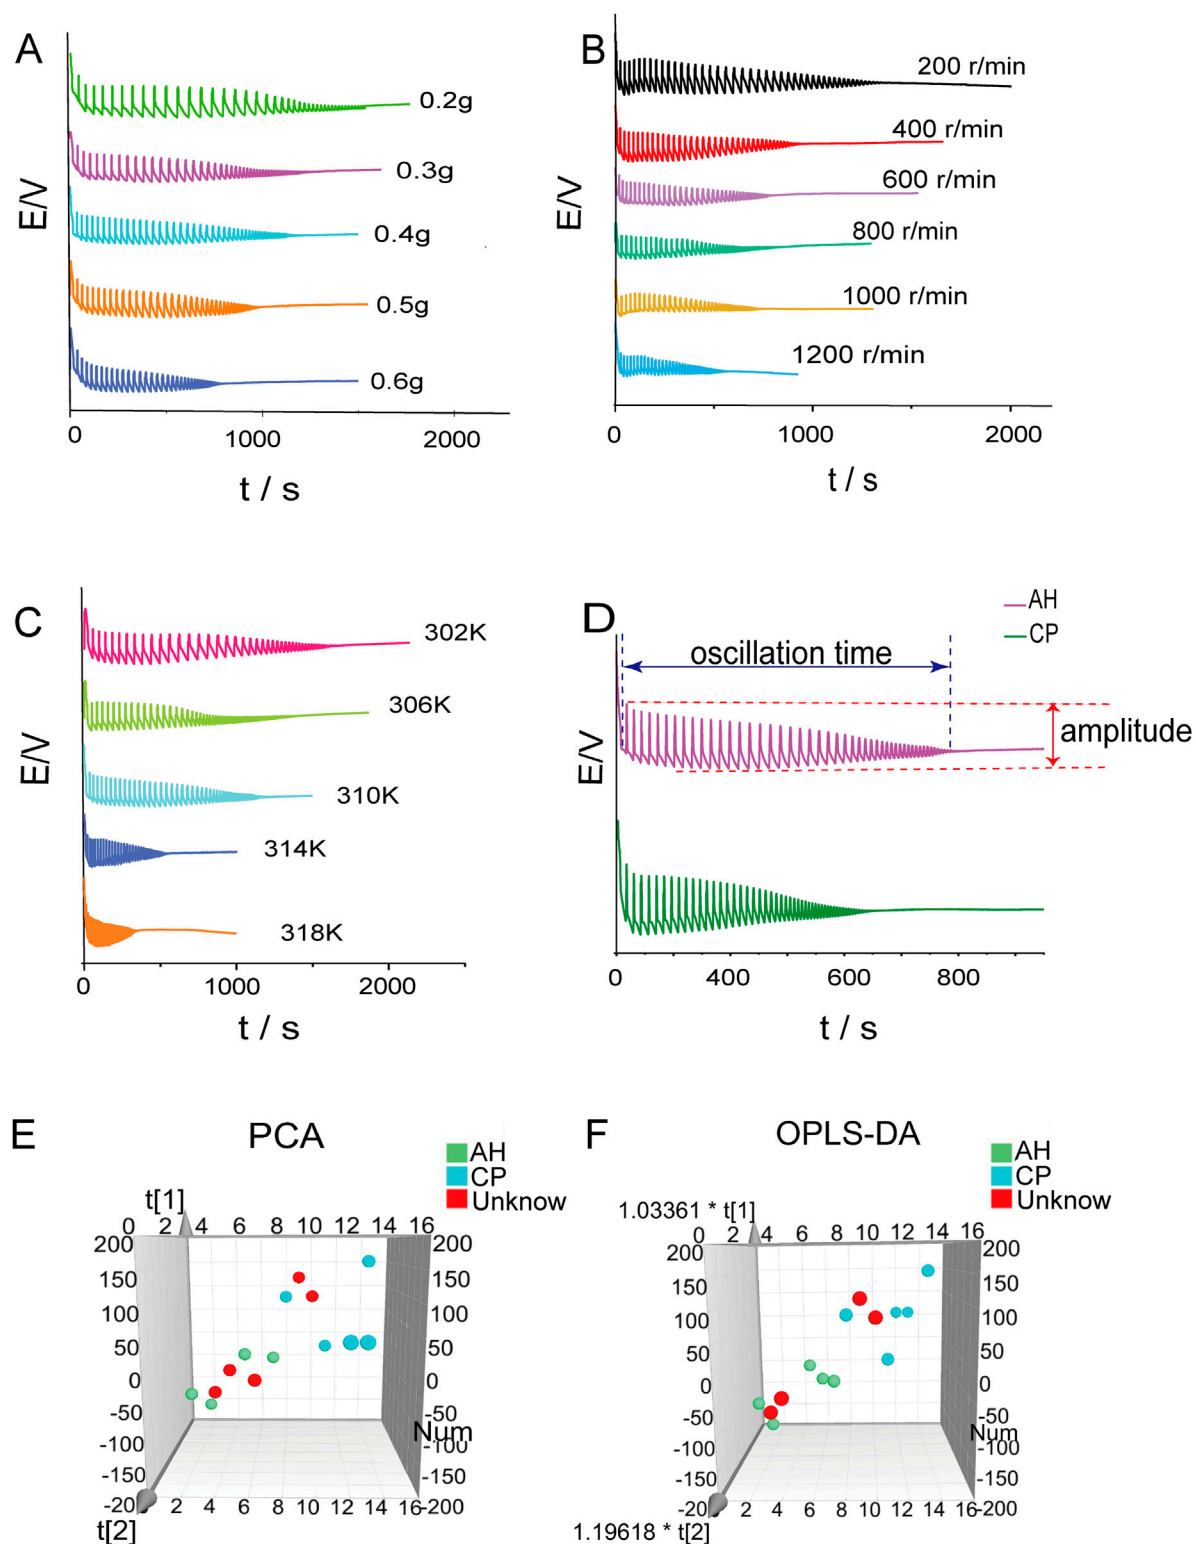 A
E/V
0.2g
0.3g
0.4g
0.5g
0.6g
0 1000 2000
t / s
B
E/V
200 r/min
400 r/min
600 r/min
800 r/min
1000 r/min
1200 r/min
0 1000 2000
t / s
C
E/V
302K
306K
310K
314K
318K
0 1000 2000
t / s
D
AH
CP
oscillation time
amplitude
E/V
0 400 600 800
t / s
E
PCA
AH
CP
Unknow
t[1]
0 2 4 6 8 10 12 14 16
200 200
150 150
100 100
50 50
0 0
-50 -50
Num
-100 -100
-150 -150
-20 2 4 6 8 10 12 14 16 -200
t[2]
F
OPLS-DA
AH
CP
Unknow
1.03361 * t[1]
0 2 4 6 8 10 12 14 16
200 200
150 150
100 100
50 50
0 0
-50 -50
Num
-100 -100
-150 -150
-20 2 4 6 8 10 12 14 16 -200
1.19618 * t[2]